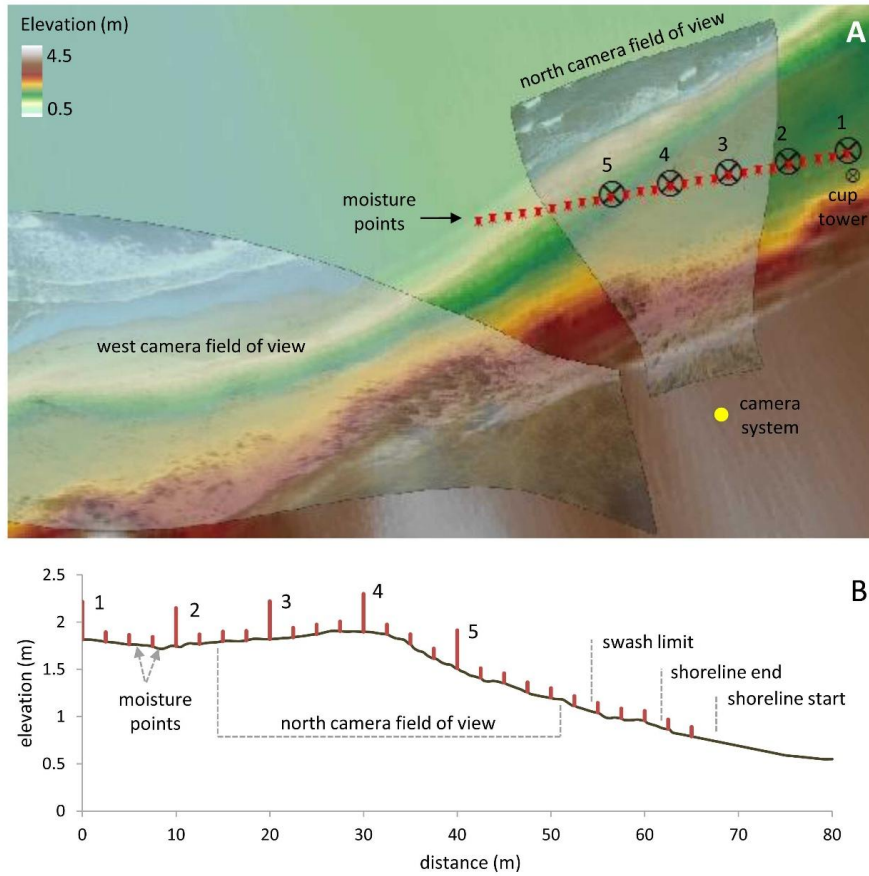 Elevation (m)
4.5
0.5
A
north camera field of view
1
2
3
4
5
moisture
points
cup
tower
west camera field of view
camera
system
B
2.5
2
1.5
1
0.5
0
elevation (m)
1
2
3
4
5
moisture
points
north camera field of view
swash limit
shoreline end
shoreline start
0
10
20
30
40
50
60
70
80
distance (m)